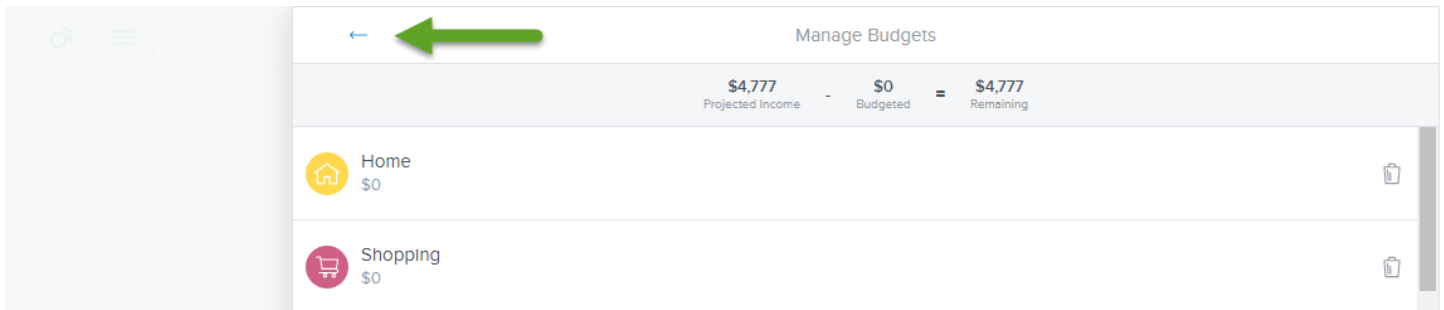 Manage Budgets
$4,777 - $0 = $4,777
Projected Income Budgeted Remaining
Home
$0
Shopping
$0